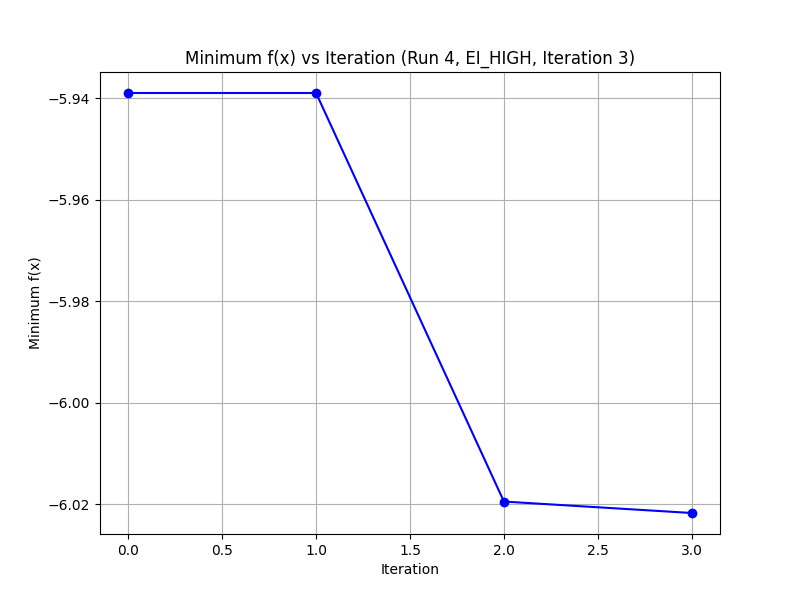 Minimum f(x) vs Iteration (Run 4, EI_HIGH, Iteration 3)
Minimum f(x)
−5.94
−5.96
−5.98
−6.00
−6.02
0.0 0.5 1.0 1.5 2.0 2.5 3.0
Iteration